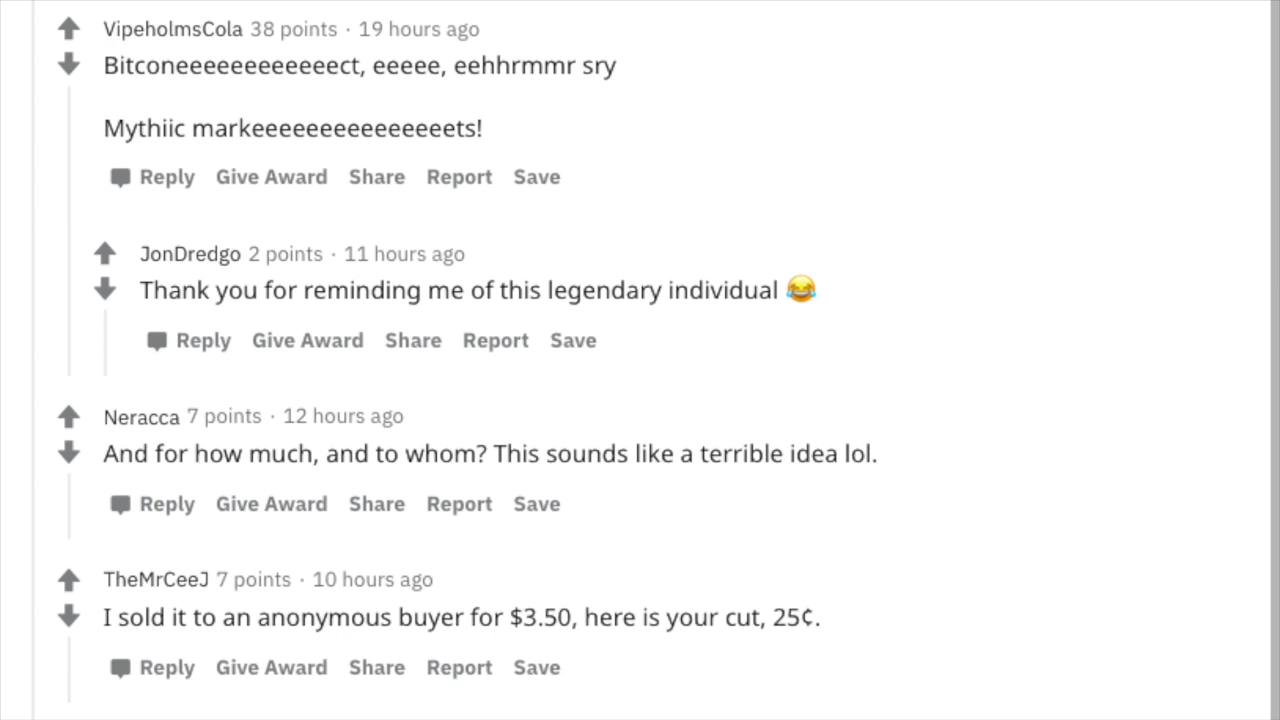 VipeholmsCola 38 points · 19 hours ago
Bitconeeeeeeeeeeeeect, eeeee, eehhrmmr sry
Mythiic markeeeeeeeeeeeeeeets!
Reply Give Award Share Report Save
JonDredgo 2 points · 11 hours ago
Thank you for reminding me of this legendary individual 😂
Reply Give Award Share Report Save
Neracca 7 points · 12 hours ago
And for how much, and to whom? This sounds like a terrible idea lol.
Reply Give Award Share Report Save
TheMrCeeJ 7 points · 10 hours ago
I sold it to an anonymous buyer for $3.50, here is your cut, 25¢.
Reply Give Award Share Report Save